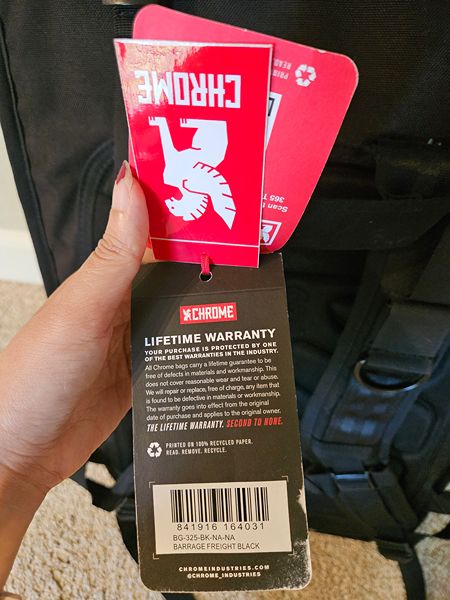 CHROME
PRIN
READ
Scan t
365 T
CHROME
LIFETIME WARRANTY
YOUR PURCHASE IS PROTECTED BY ONE
OF THE BEST WARRANTIES IN THE INDUSTRY.
All Chrome bags carry a lifetime guarantee to be
free of defects in materials and workmanship. This
does not cover reasonable wear and tear or abuse.
We will repair or replace, free of charge, any item that
is found to be defective in materials or workmanship.
The warranty goes into effect from the original
date of purchase and applies to the original owner.
THE LIFETIME WARRANTY. SECOND TO NONE.
PRINTED ON 100% RECYCLED PAPER.
READ. REMOVE. RECYCLE.
841916 164031
BG-325-BK-NA-NA
BARRAGE FREIGHT BLACK
CHROMEINDUSTRIES.COM
@CHROME_INDUSTRIES